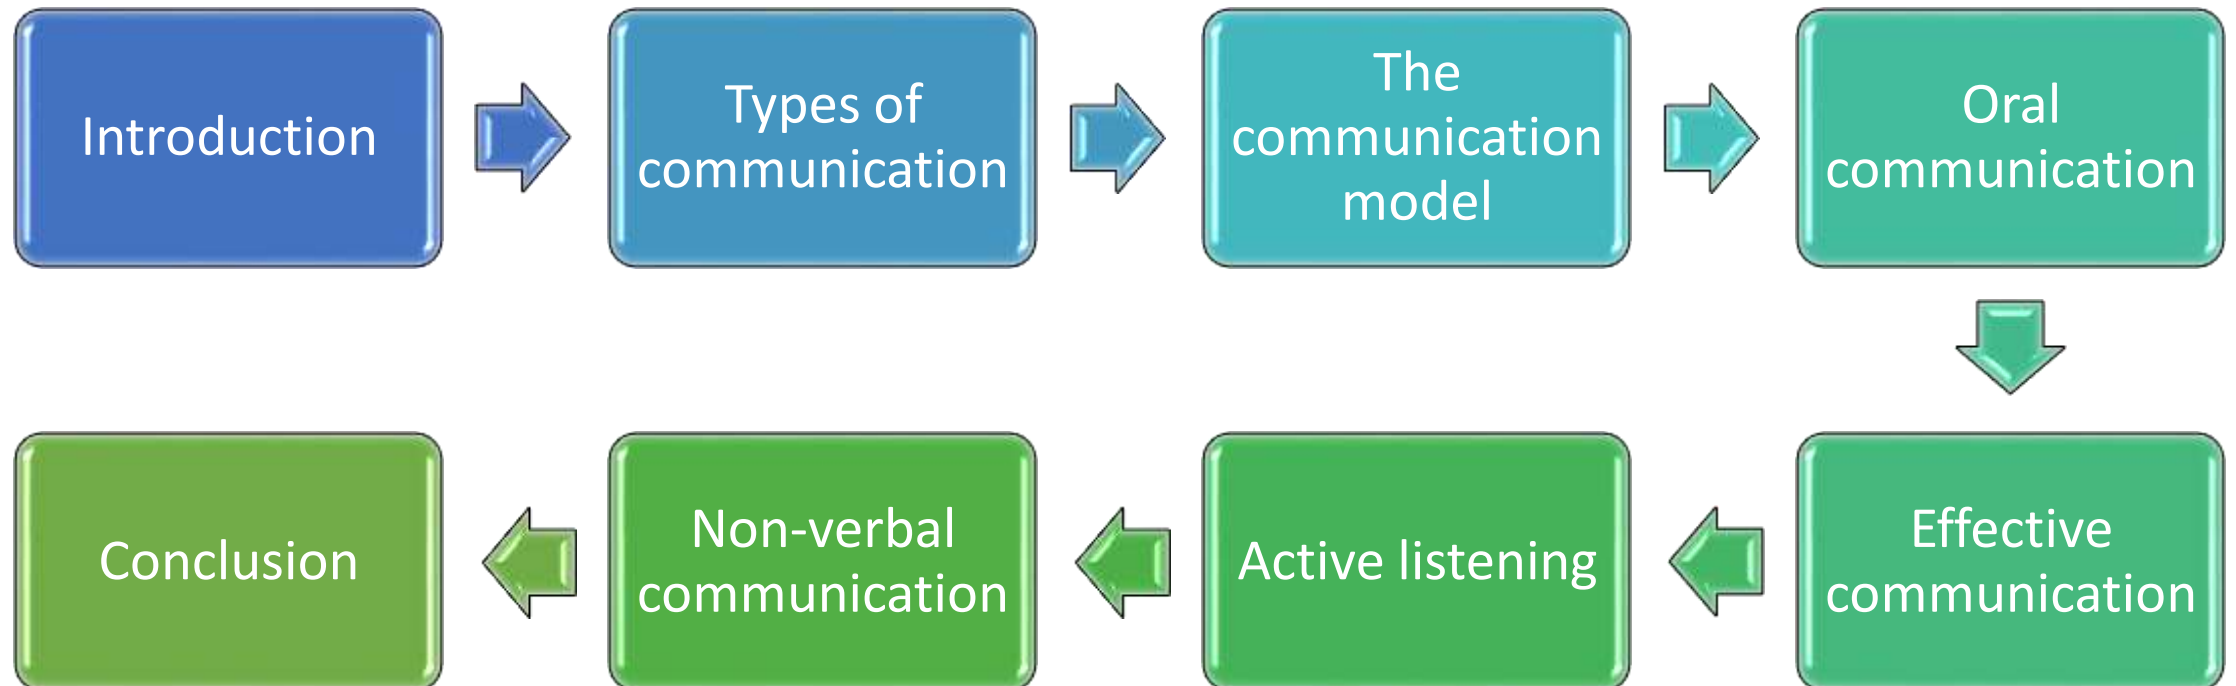 Introduction
Types of
communication
The
communication
model
Oral
communication
Effective
communication
Active listening
Non-verbal
communication
Conclusion